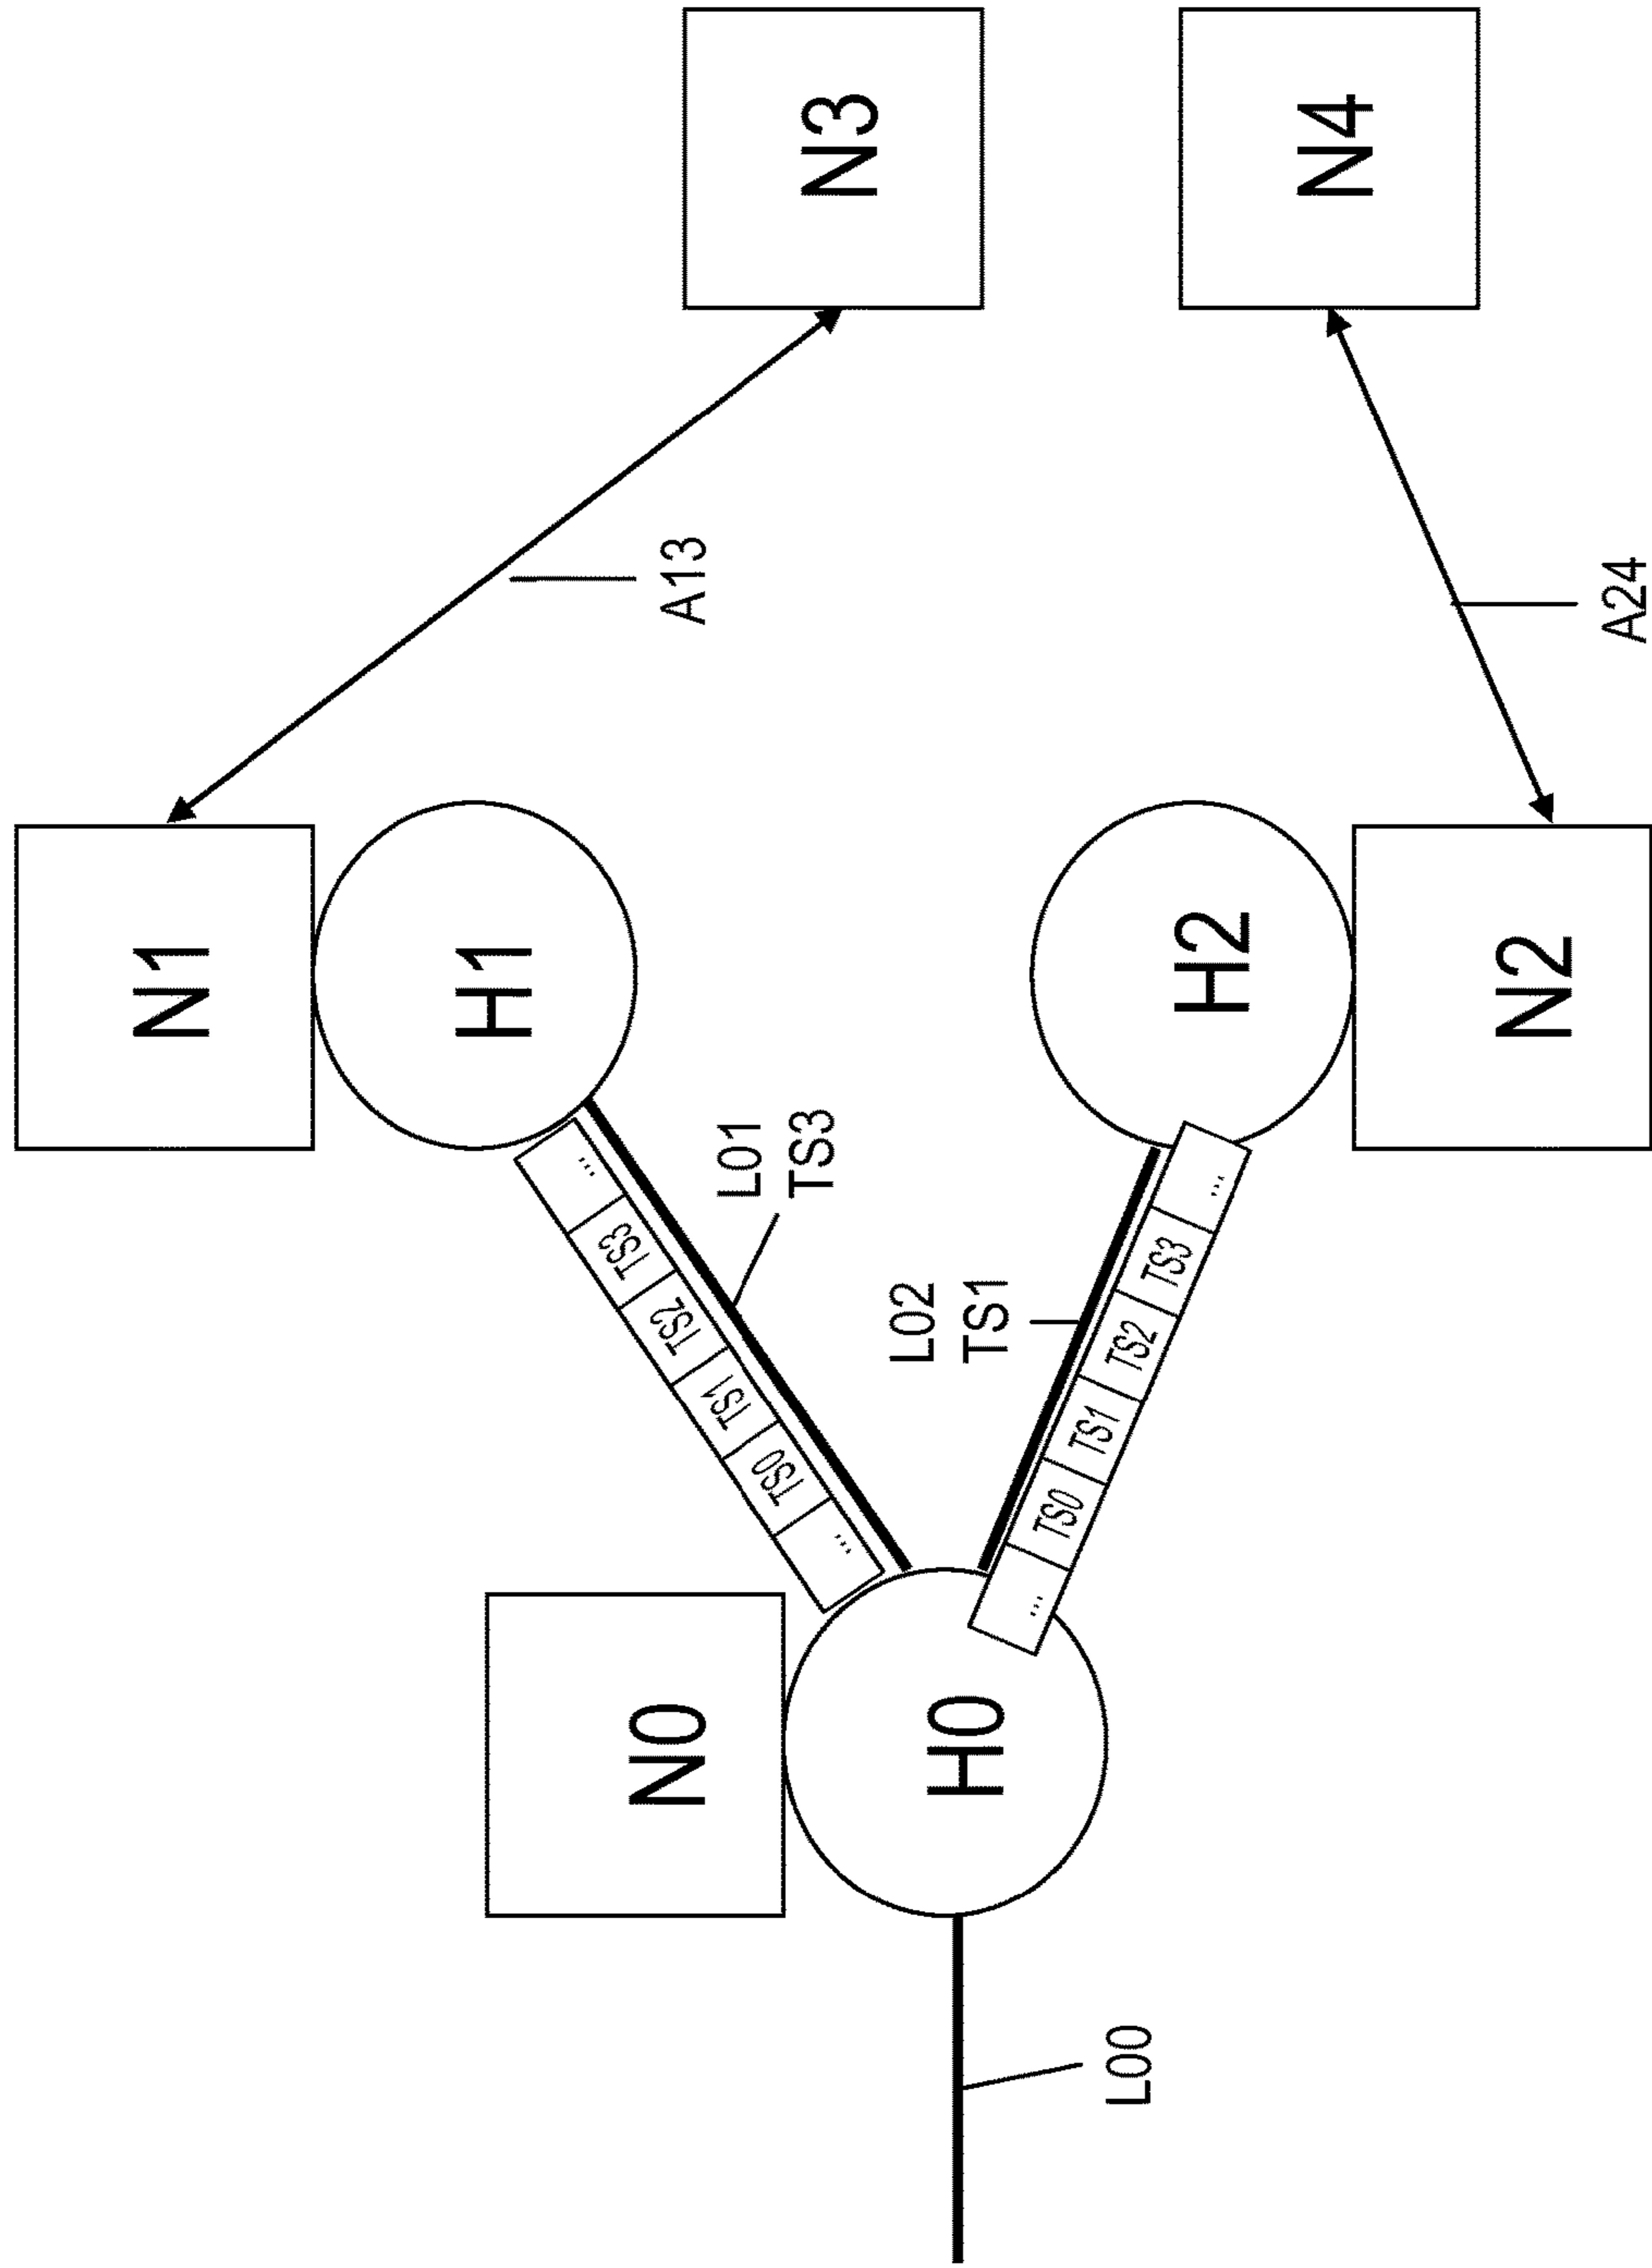 N1
H1
N3
A13
...
TS3
TS2
TS1
TS0
...
L01
TS3
N0
H0
L00
L02
TS1
...
TS0
TS1
TS2
TS3
...
H2
N2
N4
A24